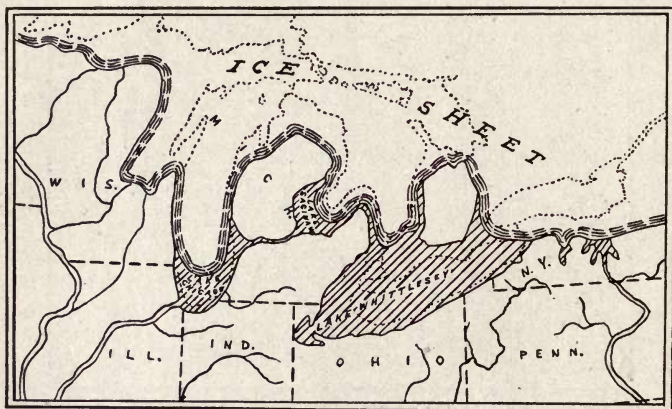 ICE SHEET
WIS.
M
LAKE WHITTLESEY
N.Y.
ILL.
IND.
OHIO
PENN.